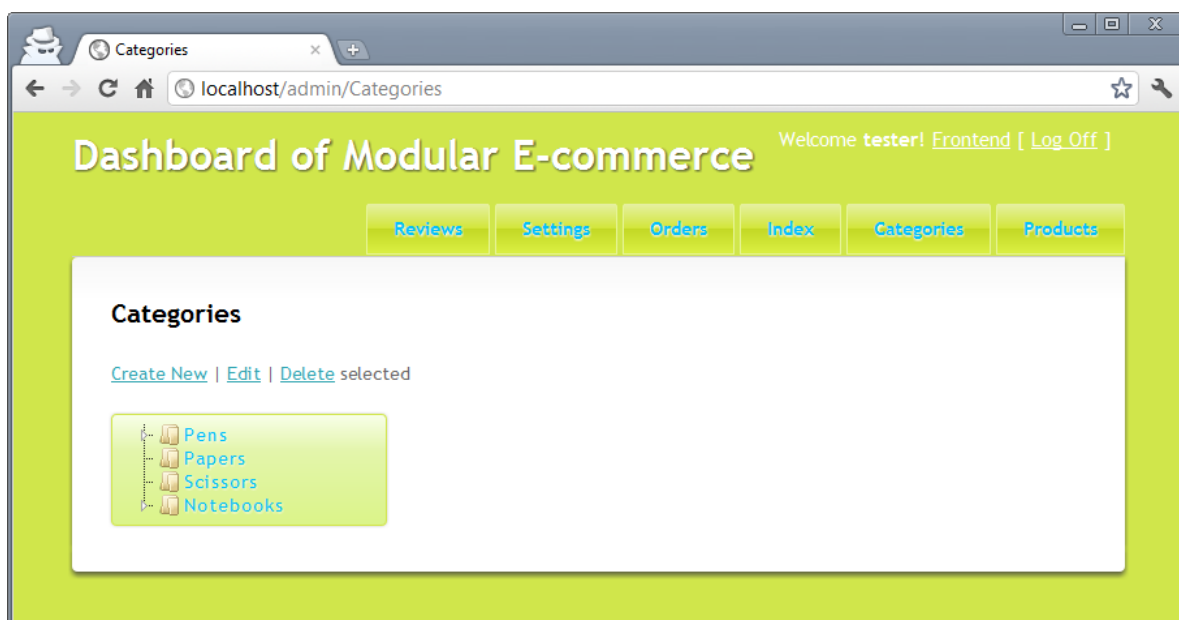 Categories
localhost/admin/Categories
Welcome tester! Frontend [ Log Off ]
Dashboard of Modular E-commerce
Reviews Settings Orders Index Categories Products
Categories
Create New | Edit | Delete selected
Pens
Papers
Scissors
Notebooks